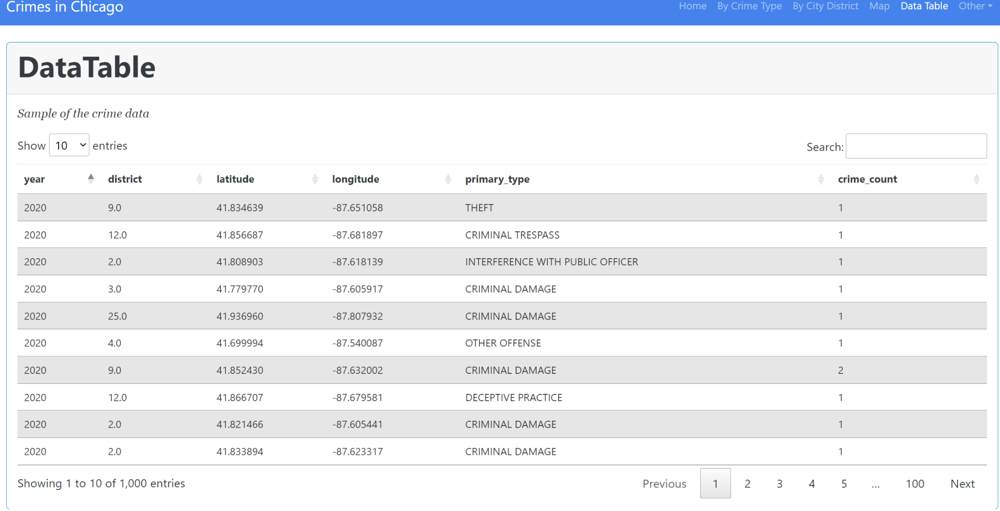 Crimes in Chicago Home By Crime Type By City District Map Data Table Other
DataTable
Sample of the crime data
Show 10 entries Search:
year district latitude longitude primary_type crime_count
2020 9.0 41.834639 -87.651058 THEFT 1
2020 12.0 41.856687 -87.681897 CRIMINAL TRESPASS 1
2020 2.0 41.808903 -87.618139 INTERFERENCE WITH PUBLIC OFFICER 1
2020 3.0 41.779770 -87.605917 CRIMINAL DAMAGE 1
2020 25.0 41.936960 -87.807932 CRIMINAL DAMAGE 1
2020 4.0 41.699994 -87.540087 OTHER OFFENSE 1
2020 9.0 41.852430 -87.632002 CRIMINAL DAMAGE 2
2020 12.0 41.866707 -87.679581 DECEPTIVE PRACTICE 1
2020 2.0 41.821466 -87.605441 CRIMINAL DAMAGE 1
2020 2.0 41.833894 -87.623317 CRIMINAL DAMAGE 1
Showing 1 to 10 of 1,000 entries Previous 1 2 3 4 5 ... 100 Next